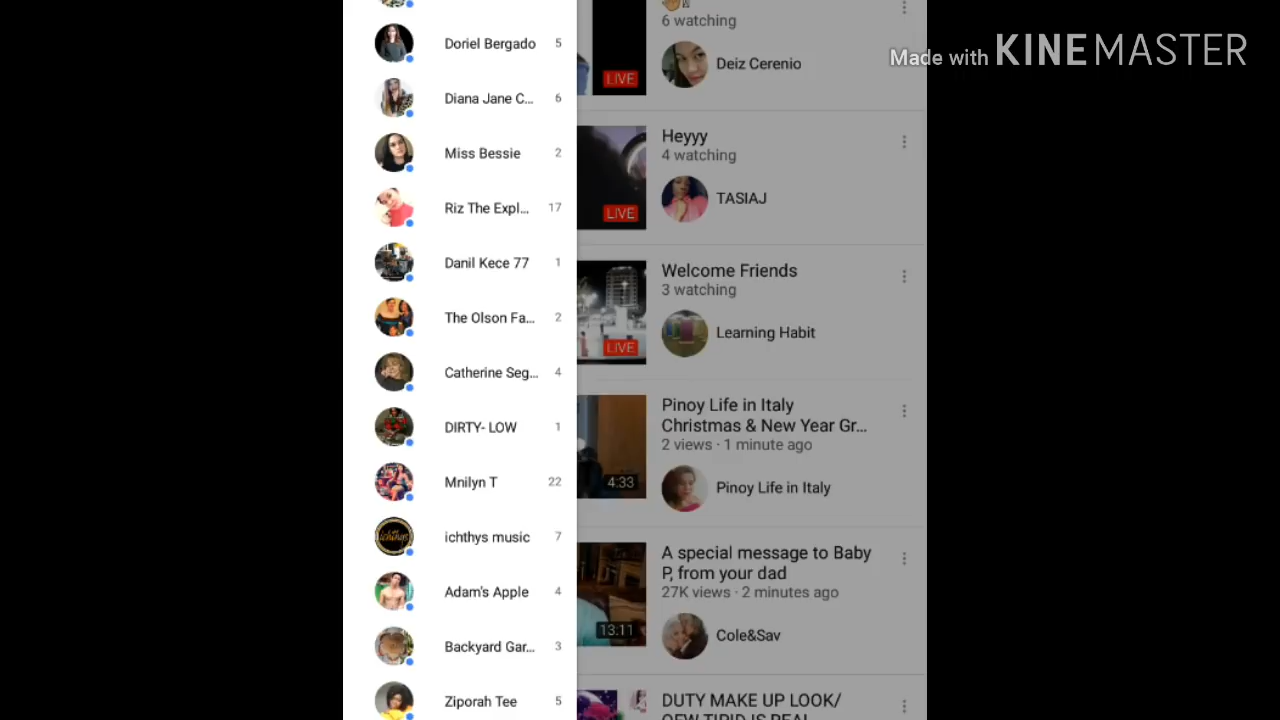 Doriel Bergado 5
Diana Jane C... 6
Miss Bessie 2
Riz The Expl... 17
Danil Kece 77 1
The Olson Fa... 2
Catherine Seg... 4
DIRTY- LOW 1
Mnilyn T 22
ichthys music 7
ichthys
Adam's Apple 4
Backyard Gar... 3
Ziporah Tee 5
6 watching
LIVE
Deiz Cerenio
Heyyy
4 watching
LIVE
TASIAJ
Welcome Friends
3 watching
LIVE
Learning Habit
Pinoy Life in Italy
Christmas & New Year Gr...
2 views · 1 minute ago
4:33
Pinoy Life in Italy
A special message to Baby
P, from your dad
27K views · 2 minutes ago
13:11
Cole&Sav
DUTY MAKE UP LOOK/
OFW TIPID IS REAL
Made with KINEMASTER